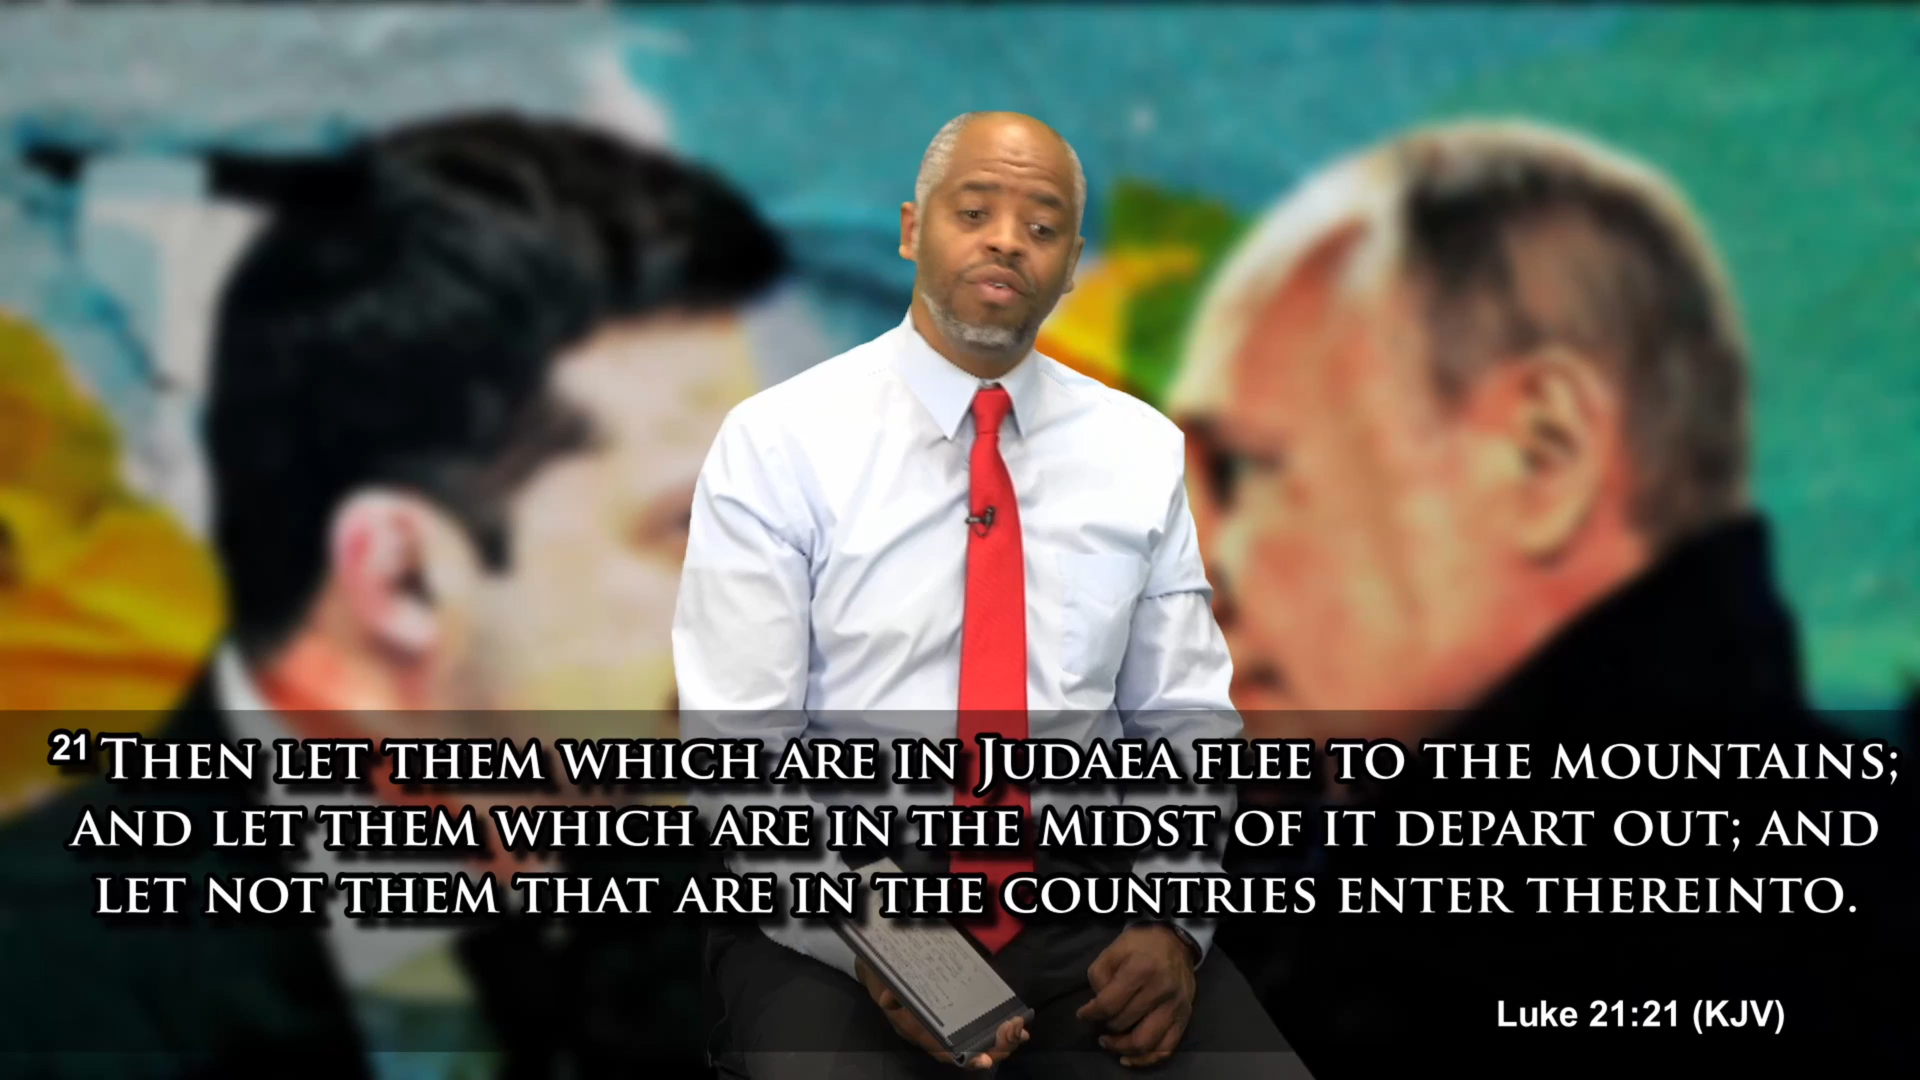 21 Then let them which are in Judaea flee to the mountains;
and let them which are in the midst of it depart out; and
let not them that are in the countries enter thereinto.
Luke 21:21 (KJV)